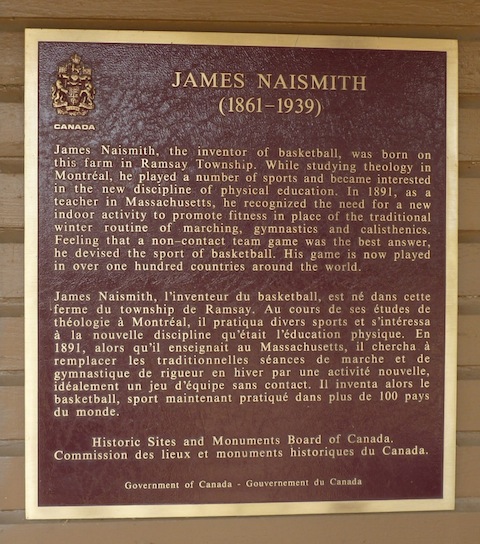 CANADA
JAMES NAISMITH
(1861-1939)
James Naismith, the inventor of basketball, was born on
this farm in Ramsay Township. While studying theology in
Montréal, he played a number of sports and became interested
in the new discipline of physical education. In 1891, as a
teacher in Massachusetts, he recognized the need for a new
indoor activity to promote fitness in place of the traditional
winter routine of marching, gymnastics and calisthenics.
Feeling that a non-contact team game was the best answer,
he devised the sport of basketball. His game is now played
in over one hundred countries around the world.
James Naismith, l'inventeur du basketball, est né dans cette
ferme du township de Ramsay. Au cours de ses études de
théologie à Montréal, il pratiqua divers sports et s'intéressa
à la nouvelle discipline qu'était l'éducation physique. En
1891, alors qu'il enseignait au Massachusetts, il chercha à
remplacer les traditionnelles séances de marche et de
gymnastique de rigueur en hiver par une activité nouvelle,
idéalement un jeu d'équipe sans contact. Il inventa alors le
basketball, sport maintenant pratiqué dans plus de 100 pays
du monde.
Historic Sites and Monuments Board of Canada.
Commission des lieux et monuments historiques du Canada.
Government of Canada - Gouvernement du Canada